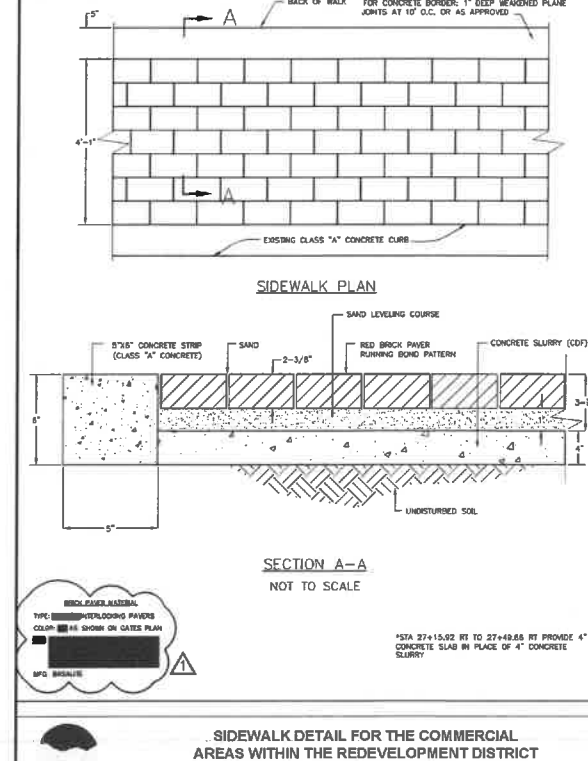 BACK OF WALK
FOR CONCRETE BORDER: 1" DEEP WEAKENED PLANE
JOINTS AT 10' O.C. OR AS APPROVED
5"
A
4'-1"
A
EXISTING CLASS "A" CONCRETE CURB
SIDEWALK PLAN
SAND LEVELING COURSE
CONCRETE STRIP
(CLASS "A" CONCRETE)
SAND
2-3/8"
RED BRICK PAVER
RUNNING BOND PATTERN
CONCRETE SLURRY (CDF)
4"
5"
UNDISTURBED SOIL
SECTION A-A
NOT TO SCALE
BRICK PAVER MATERIAL
TYPE: INTERLOCKING PAVERS
COLOR: AS SHOWN ON GATES PLAN
MFG BASALITE
1
*STA 27+15.92 RT TO 27+49.66 RT PROVIDE 4"
CONCRETE SLAB IN PLACE OF 4" CONCRETE
SLURRY
SIDEWALK DETAIL FOR THE COMMERCIAL
AREAS WITHIN THE REDEVELOPMENT DISTRICT